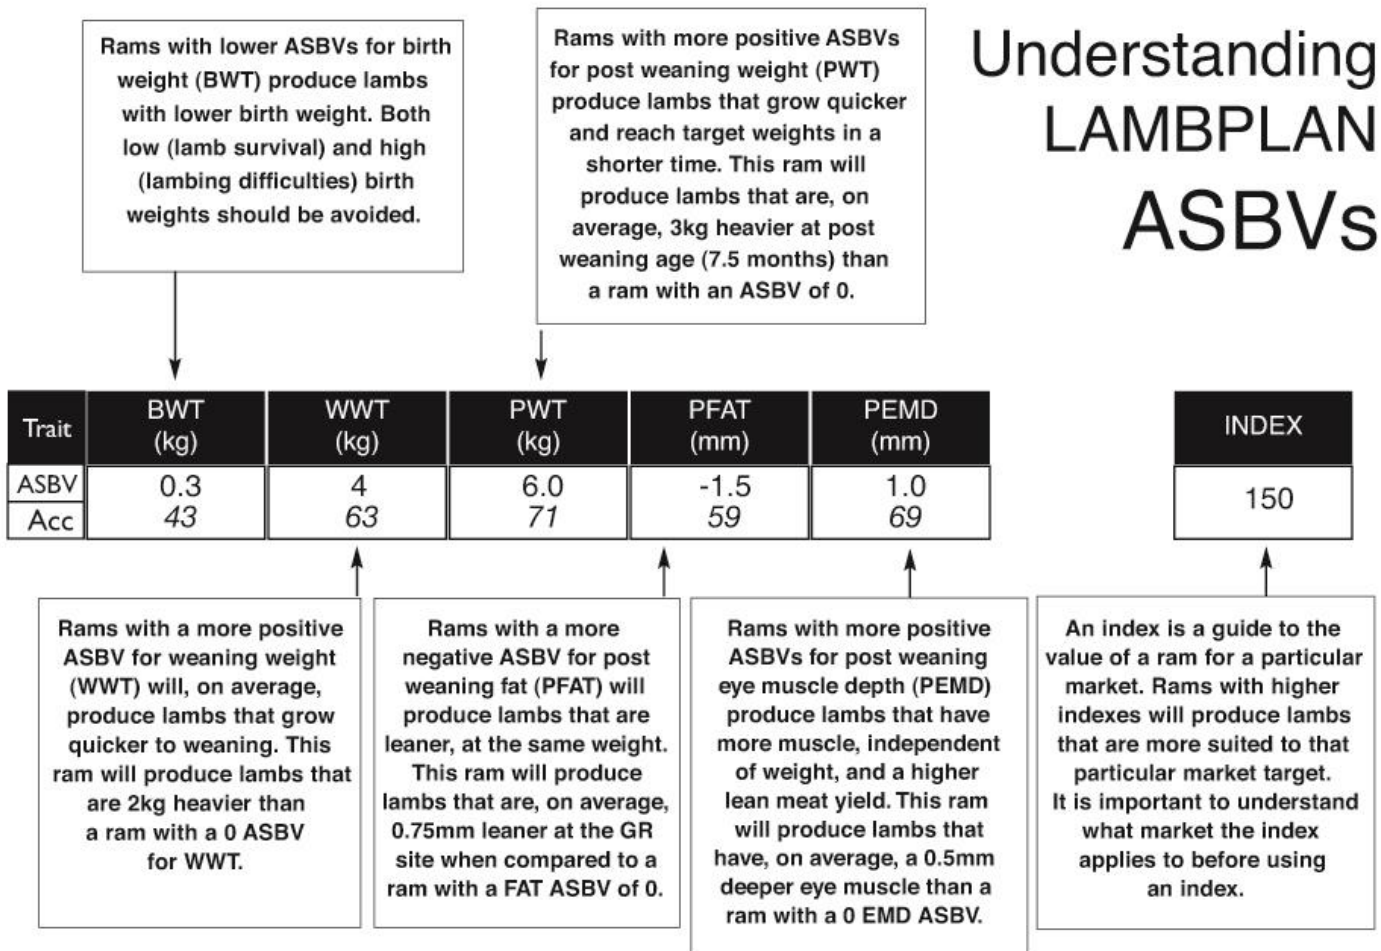 Understanding
LAMBPLAN
ASBVs
Rams with lower ASBVs for birth
weight (BWT) produce lambs
with lower birth weight. Both
low (lamb survival) and high
(lambing difficulties) birth
weights should be avoided.
Rams with more positive ASBVs
for post weaning weight (PWT)
produce lambs that grow quicker
and reach target weights in a
shorter time. This ram will
produce lambs that are, on
average, 3kg heavier at post
weaning age (7.5 months) than
a ram with an ASBV of 0.
Trait BWT (kg) WWT (kg) PWT (kg) PFAT (mm) PEMD (mm) INDEX
ASBV 0.3 4 6.0 -1.5 1.0 150
Acc 43 63 71 59 69
Rams with a more positive
ASBV for weaning weight
(WWT) will, on average,
produce lambs that grow
quicker to weaning. This
ram will produce lambs that
are 2kg heavier than
a ram with a 0 ASBV
for WWT.
Rams with a more
negative ASBV for post
weaning fat (PFAT) will
produce lambs that are
leaner, at the same weight.
This ram will produce
lambs that are, on average,
0.75mm leaner at the GR
site when compared to a
ram with a FAT ASBV of 0.
Rams with more positive
ASBVs for post weaning
eye muscle depth (PEMD)
produce lambs that have
more muscle, independent
of weight, and a higher
lean meat yield. This ram
will produce lambs that
have, on average, a 0.5mm
deeper eye muscle than a
ram with a 0 EMD ASBV.
An index is a guide to the
value of a ram for a particular
market. Rams with higher
indexes will produce lambs
that are more suited to that
particular market target.
It is important to understand
what market the index
applies to before using
an index.